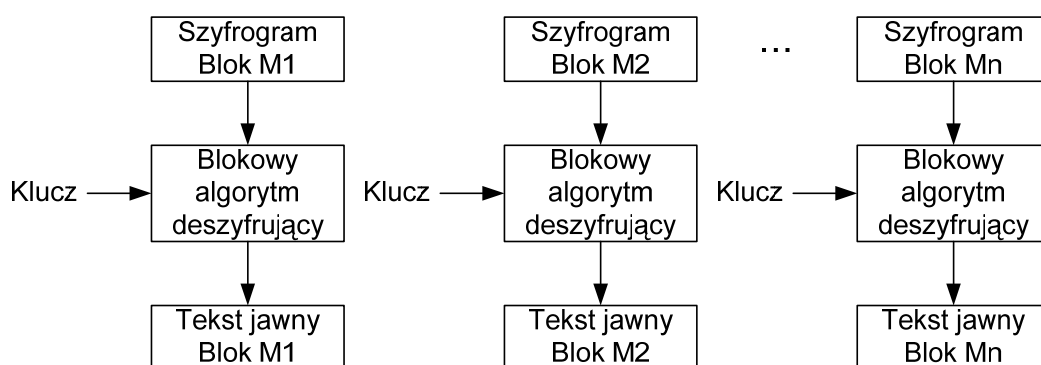 Szyfrogram
Blok M1
Szyfrogram
Blok M2
...
Szyfrogram
Blok Mn
Klucz
Blokowy
algorytm
deszyfrujący
Klucz
Blokowy
algorytm
deszyfrujący
Klucz
Blokowy
algorytm
deszyfrujący
Tekst jawny
Blok M1
Tekst jawny
Blok M2
Tekst jawny
Blok Mn